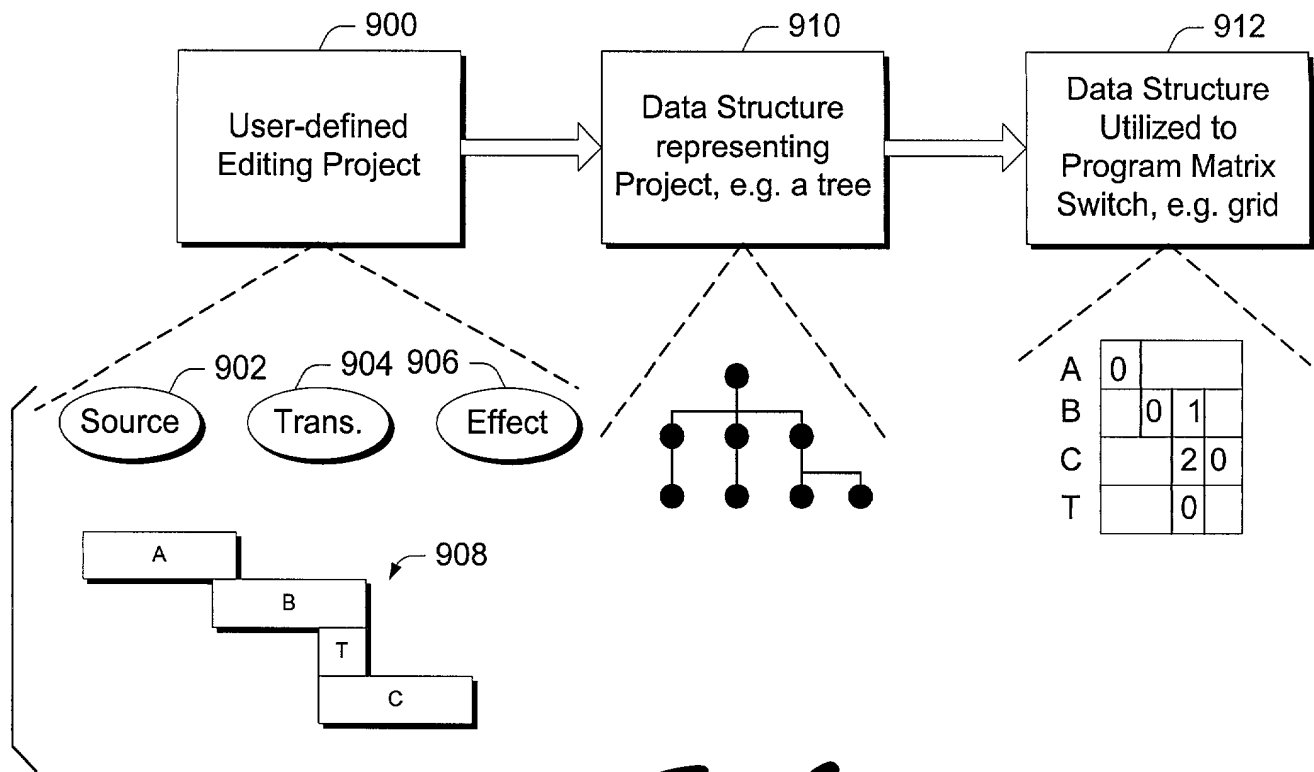 900
910
912
User-defined
Editing Project
Data Structure
representing
Project, e.g. a tree
Data Structure
Utilized to
Program Matrix
Switch, e.g. grid
902
904
906
Source
Trans.
Effect
A
B
T
C
908
A 0
B 0 1
C 2 0
T 0